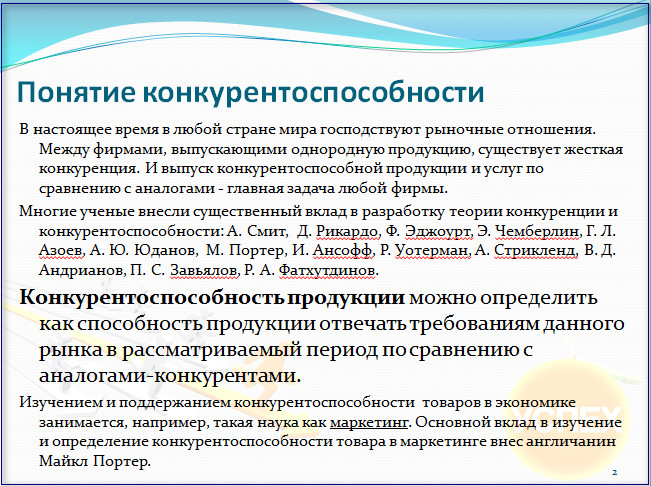 Понятие конкурентоспособности
В настоящее время в любой стране мира господствуют рыночные отношения.
Между фирмами, выпускающими однородную продукцию, существует жесткая
конкуренция. И выпуск конкурентоспособной продукции и услуг по
сравнению с аналогами - главная задача любой фирмы.
Многие ученые внесли существенный вклад в разработку теории конкуренции и
конкурентоспособности: А. Смит, Д. Рикардо, Ф. Эджоурт, Э. Чемберлин, Г. Л.
Азоев, А. Ю. Юданов, М. Портер, И. Ансофф, Р. Уотерман, А. Стрикленд, В. Д.
Андрианов, П. С. Завьялов, Р. А. Фатхутдинов.
Конкурентоспособность продукции можно определить
как способность продукции отвечать требованиям данного
рынка в рассматриваемый период по сравнению с
аналогами-конкурентами.
Изучением и поддержанием конкурентоспособности товаров в экономике
занимается, например, такая наука как маркетинг. Основной вклад в изучение
и определение конкурентоспособности товара в маркетинге внес англичанин
Майкл Портер.
УСПЕХ
2